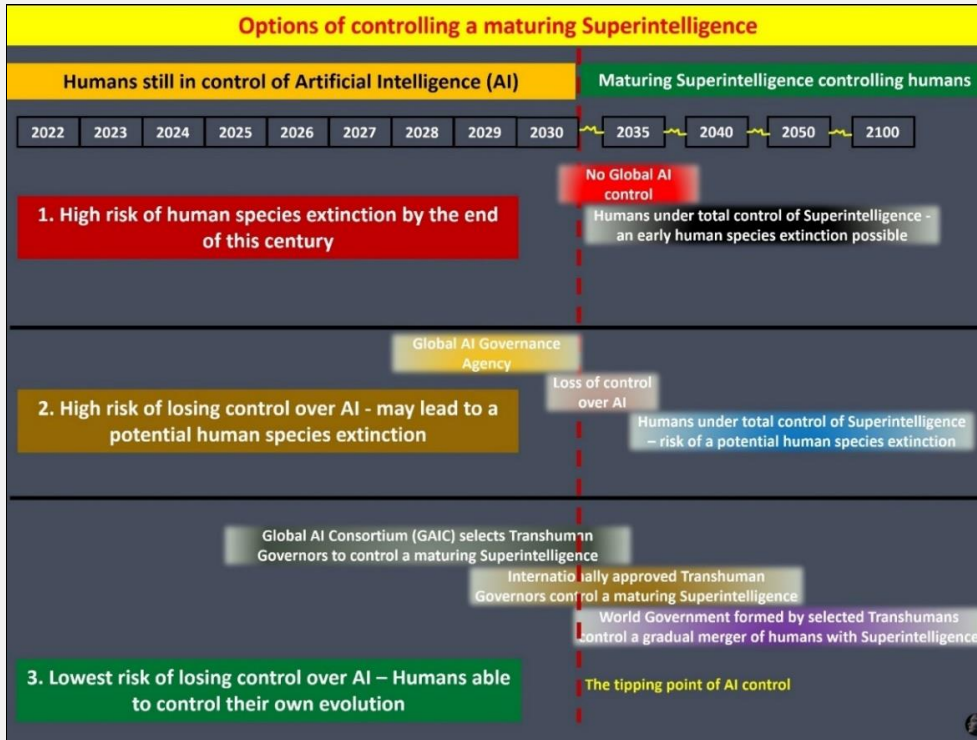 Options of controlling a maturing Superintelligence
Humans still in control of Artificial Intelligence (AI)
Maturing Superintelligence controlling humans
2022 2023 2024 2025 2026 2027 2028 2029 2030 2035 2040 2050 2100
No Global AI
control
1. High risk of human species extinction by the end
of this century
Humans under total control of Superintelligence -
an early human species extinction possible
Global AI Governance
Agency
Loss of control
over AI
2. High risk of losing control over AI - may lead to a
potential human species extinction
Humans under total control of Superintelligence
– risk of a potential human species extinction
Global AI Consortium (GAIC) selects Transhuman
Governors to control a maturing Superintelligence
Internationally approved Transhuman
Governors control a maturing Superintelligence
World Government formed by selected Transhumans
control a gradual merger of humans with Superintelligence
3. Lowest risk of losing control over AI – Humans able
to control their own evolution
The tipping point of AI control